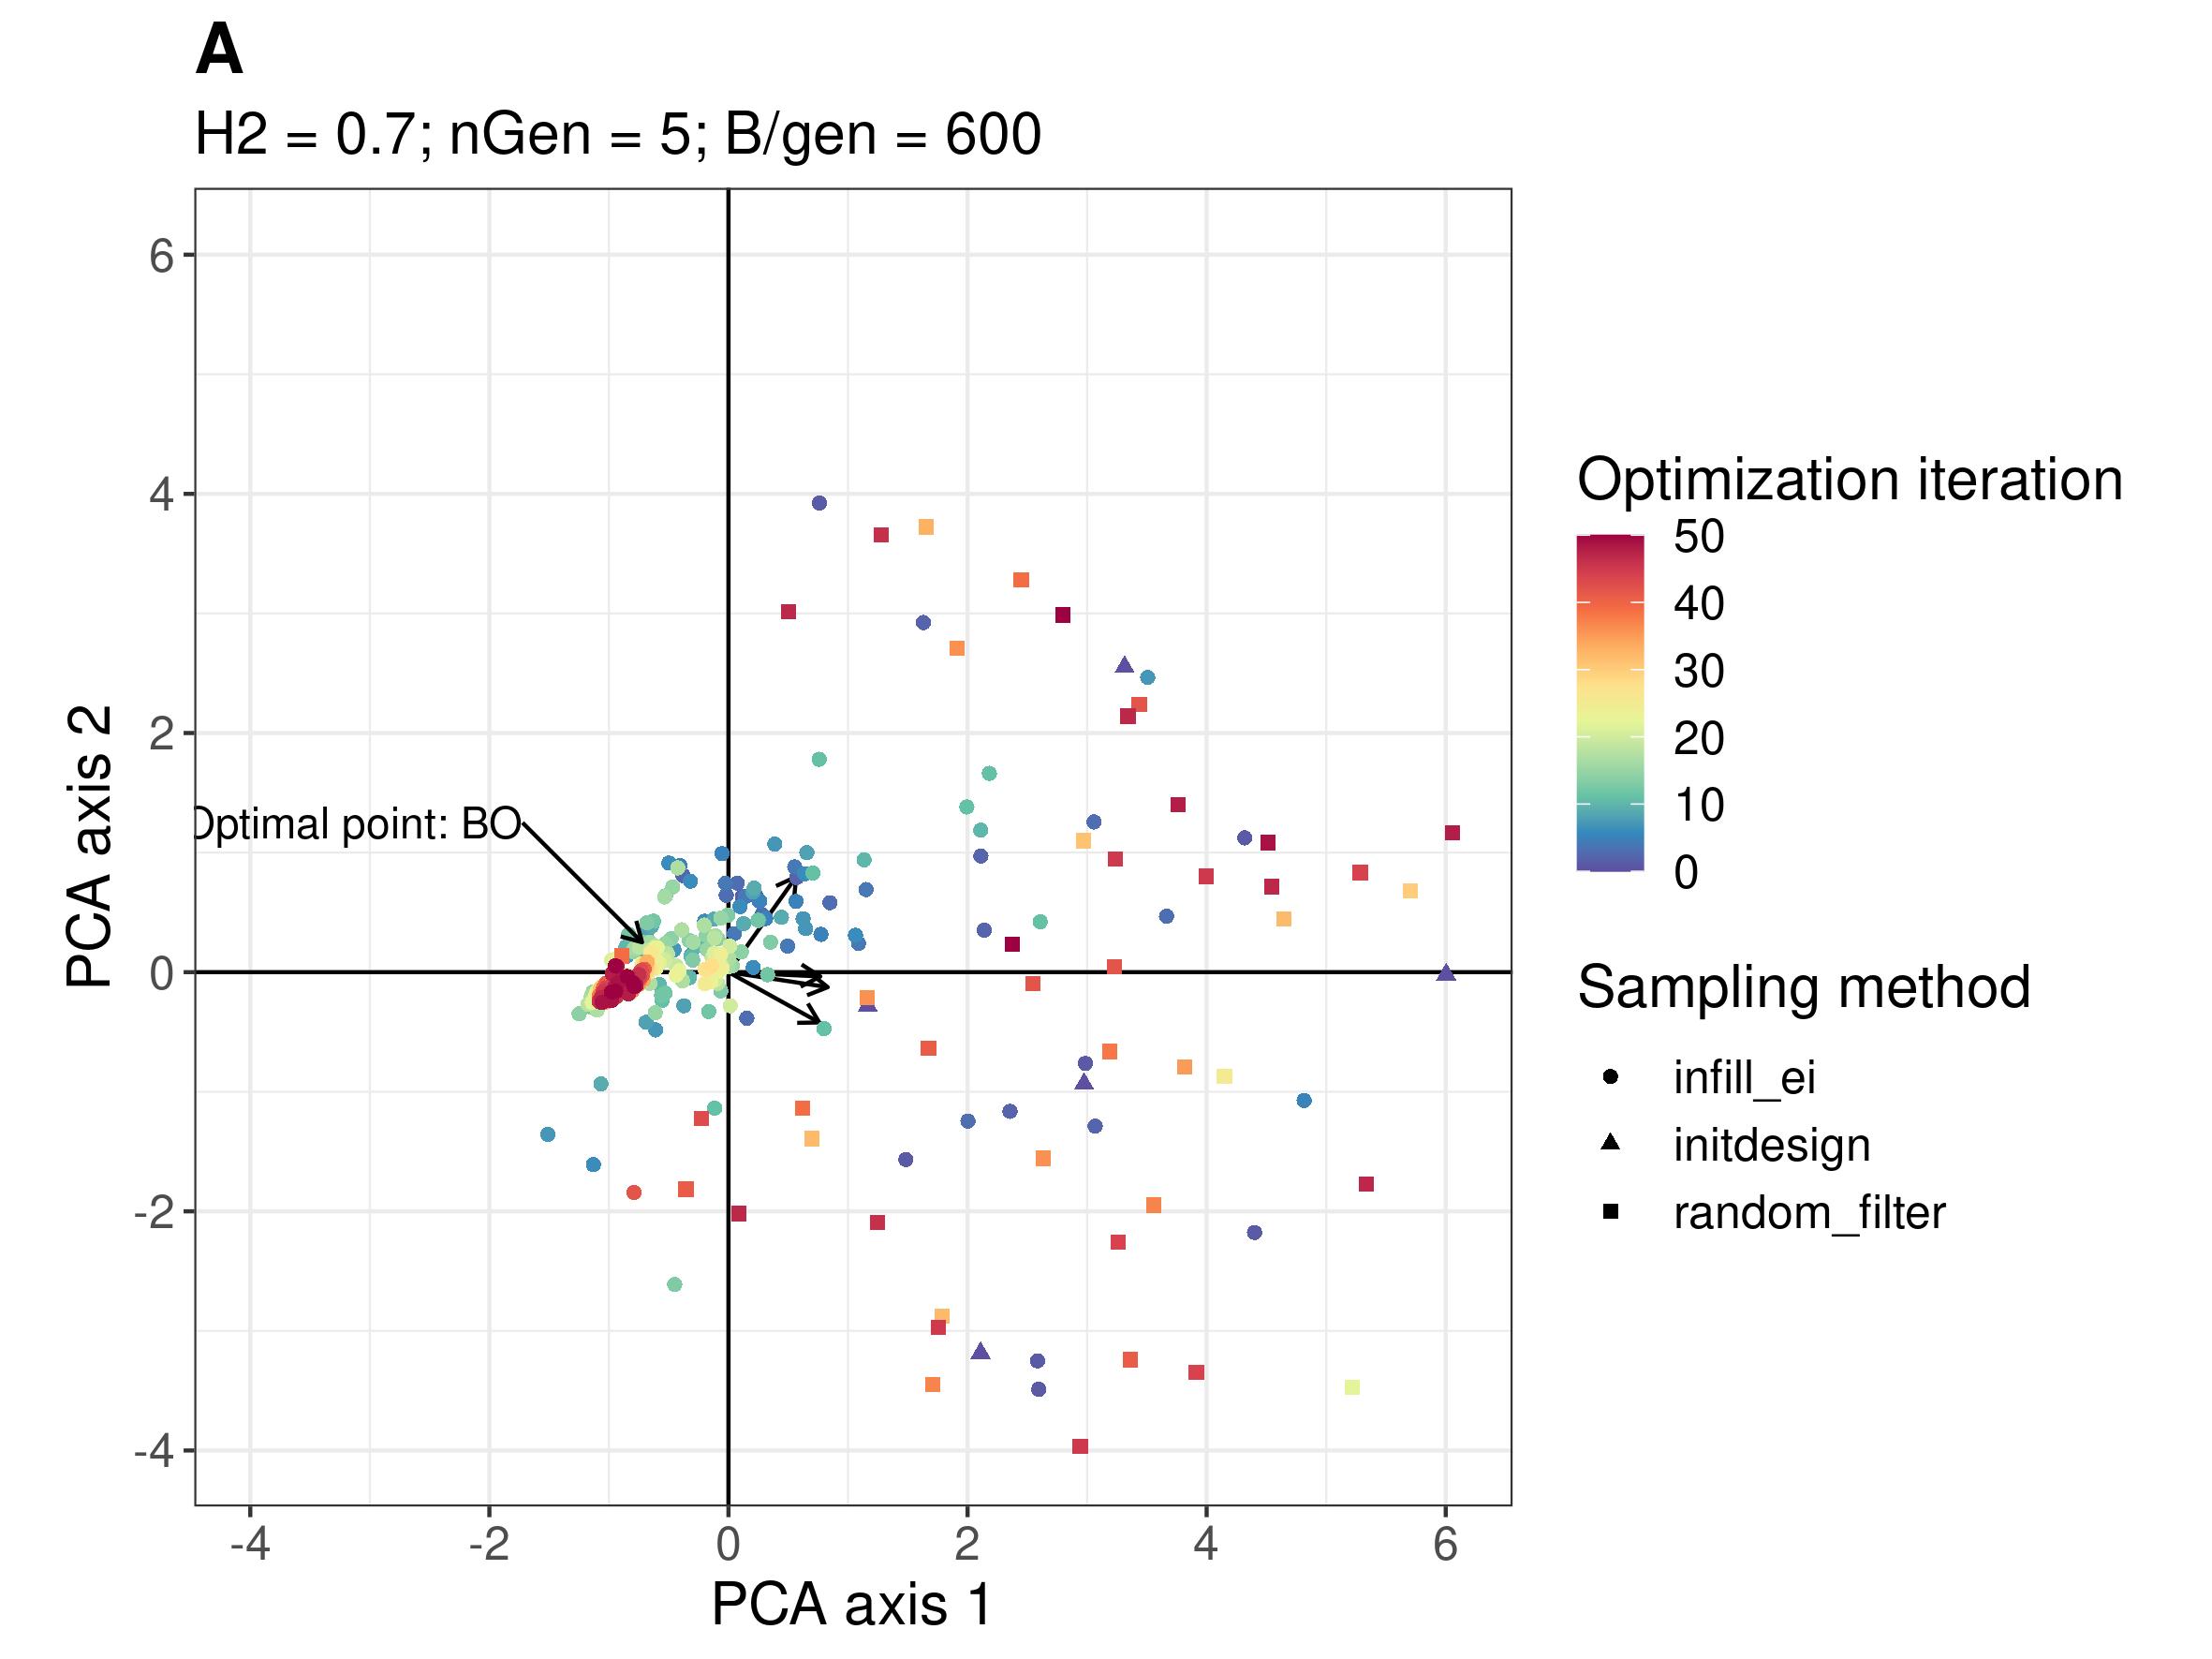 A
H2 = 0.7; nGen = 5; B/gen = 600
6
4
2
0
-2
-4
PCA axis 2
Optimal point: BO
-4
-2
0
2
4
6
PCA axis 1
Optimization iteration
50
40
30
20
10
0
Sampling method
infill_ei
initdesign
random_filter